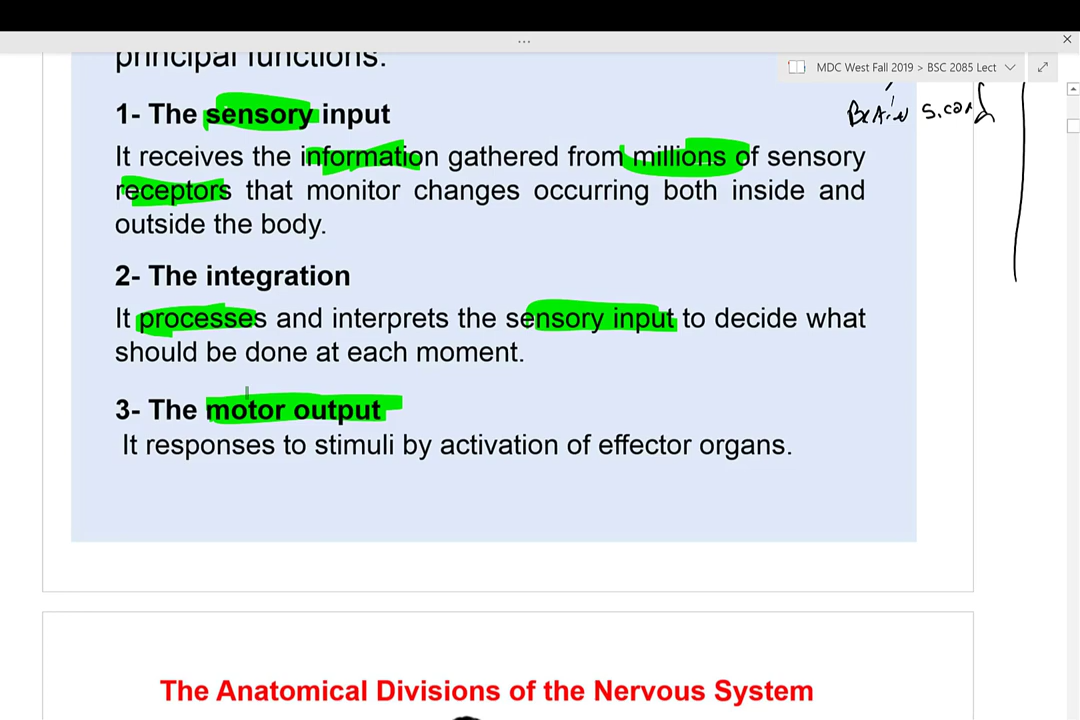 principal functions.
MDC West Fall 2019 > BSC 2085 Lect
1- The sensory input
Brain S.cord
It receives the information gathered from millions of sensory
receptors that monitor changes occurring both inside and
outside the body.
2- The integration
It processes and interprets the sensory input to decide what
should be done at each moment.
3- The motor output
It responses to stimuli by activation of effector organs.
The Anatomical Divisions of the Nervous System